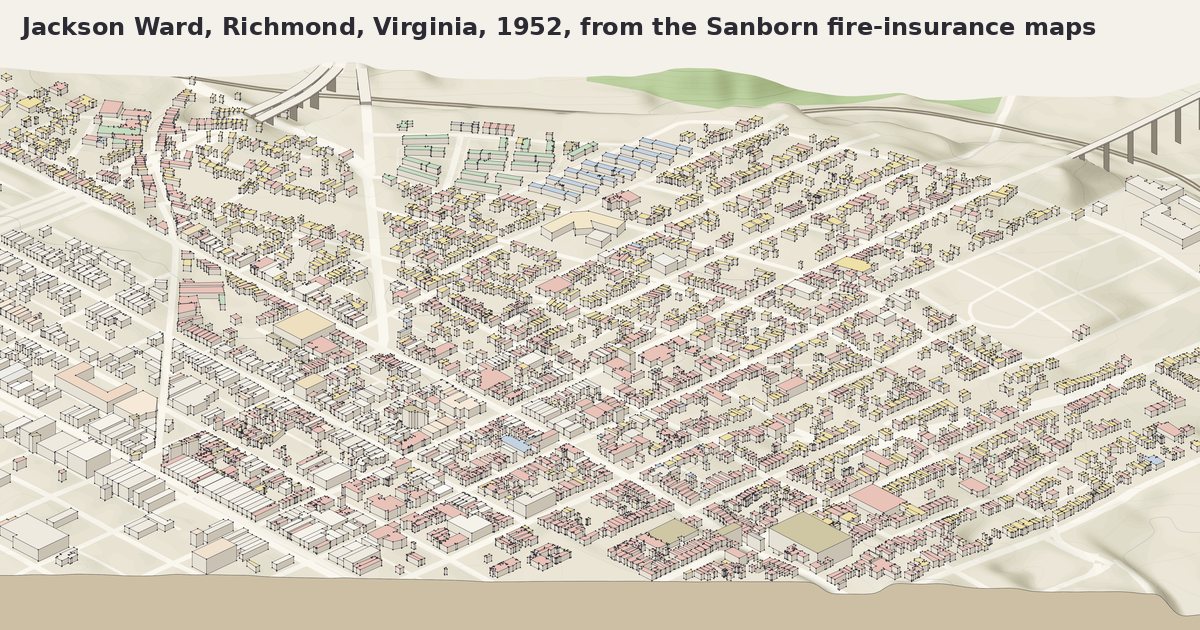 Jackson Ward, Richmond, Virginia, 1952, from the Sanborn fire-insurance maps